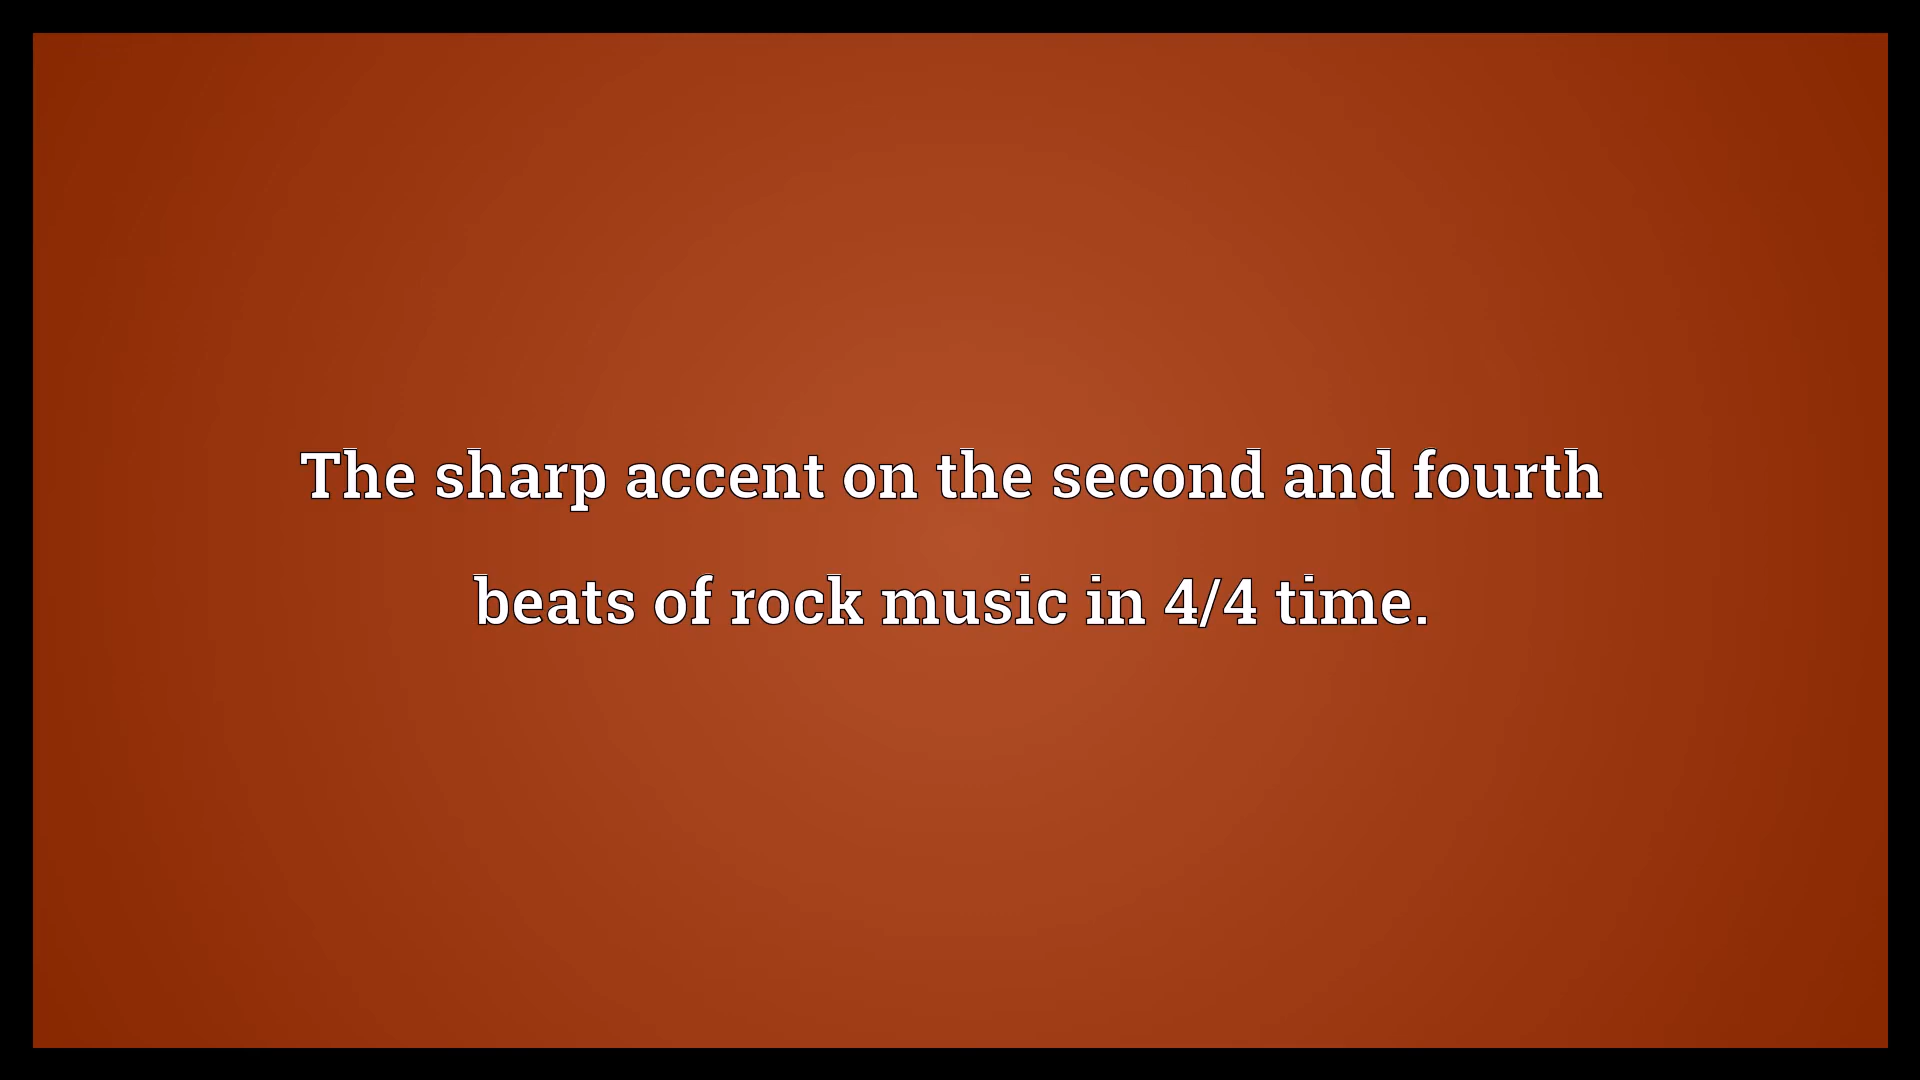 The sharp accent on the second and fourth
beats of rock music in 4/4 time.